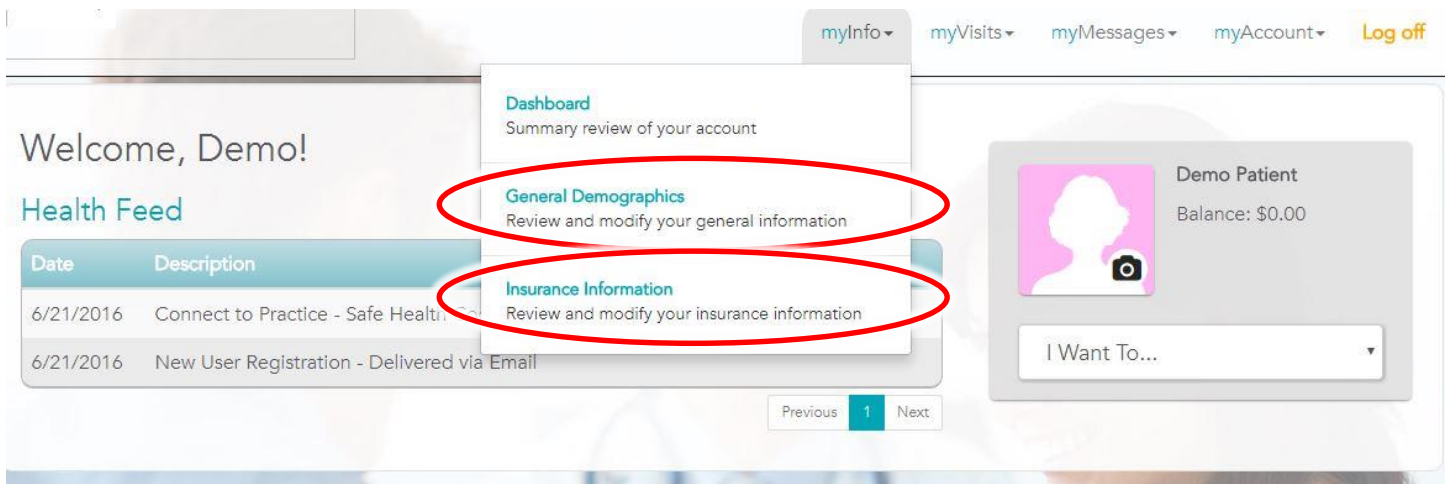 myInfo myVisits myMessages myAccount Log off
Dashboard
Summary review of your account
General Demographics
Review and modify your general information
Insurance Information
Review and modify your insurance information
Welcome, Demo!
Health Feed
Date Description
6/21/2016 Connect to Practice - Safe Health
6/21/2016 New User Registration - Delivered via Email
Previous 1 Next
Demo Patient
Balance: $0.00
I Want To...